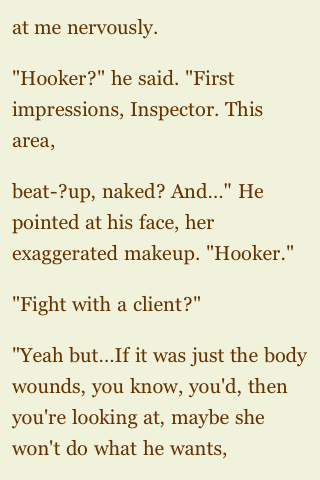 at me nervously.
"Hooker?" he said. "First
impressions, Inspector. This
area,
beat-?up, naked? And..." He
pointed at his face, her
exaggerated makeup. "Hooker."
"Fight with a client?"
"Yeah but...If it was just the body
wounds, you know, you'd, then
you're looking at, maybe she
won't do what he wants,